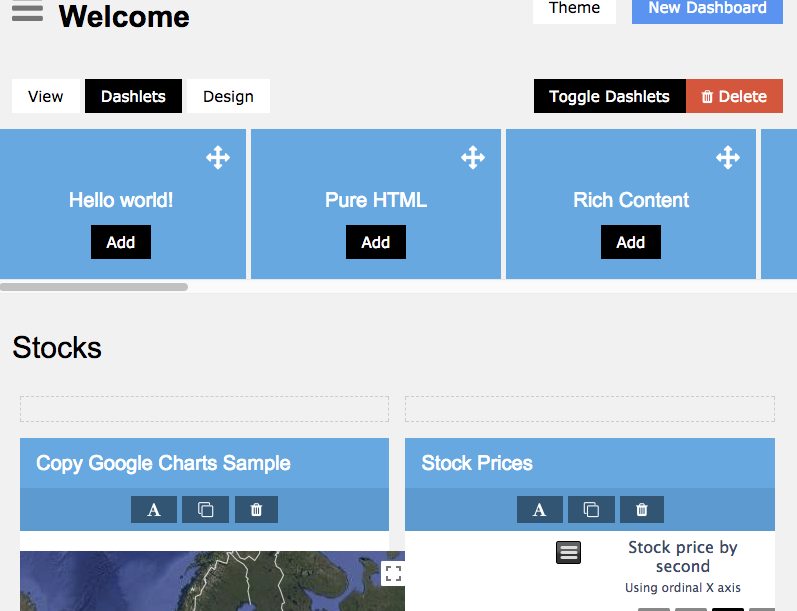 Welcome
Theme
New Dashboard
View
Dashlets
Design
Toggle Dashlets
Delete
Hello world!
Pure HTML
Rich Content
Add
Add
Add
Stocks
Copy Google Charts Sample
Stock Prices
A
A
Stock price by
second
Using ordinal X axis